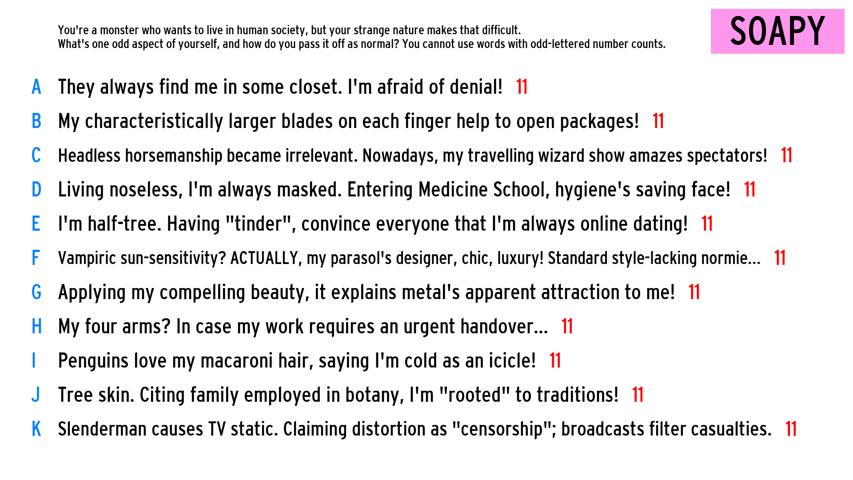 You're a monster who wants to live in human society, but your strange nature makes that difficult.
What's one odd aspect of yourself, and how do you pass it off as normal? You cannot use words with odd-lettered number counts.
SOAPY
A They always find me in some closet. I'm afraid of denial! 11
B My characteristically larger blades on each finger help to open packages! 11
C Headless horsemanship became irrelevant. Nowadays, my travelling wizard show amazes spectators! 11
D Living noseless, I'm always masked. Entering Medicine School, hygiene's saving face! 11
E I'm half-tree. Having "tinder", convince everyone that I'm always online dating! 11
F Vampiric sun-sensitivity? ACTUALLY, my parasol's designer, chic, luxury! Standard style-lacking normie... 11
G Applying my compelling beauty, it explains metal's apparent attraction to me! 11
H My four arms? In case my work requires an urgent handover... 11
I Penguins love my macaroni hair, saying I'm cold as an icicle! 11
J Tree skin. Citing family employed in botany, I'm "rooted" to traditions! 11
K Slenderman causes TV static. Claiming distortion as "censorship"; broadcasts filter casualties. 11